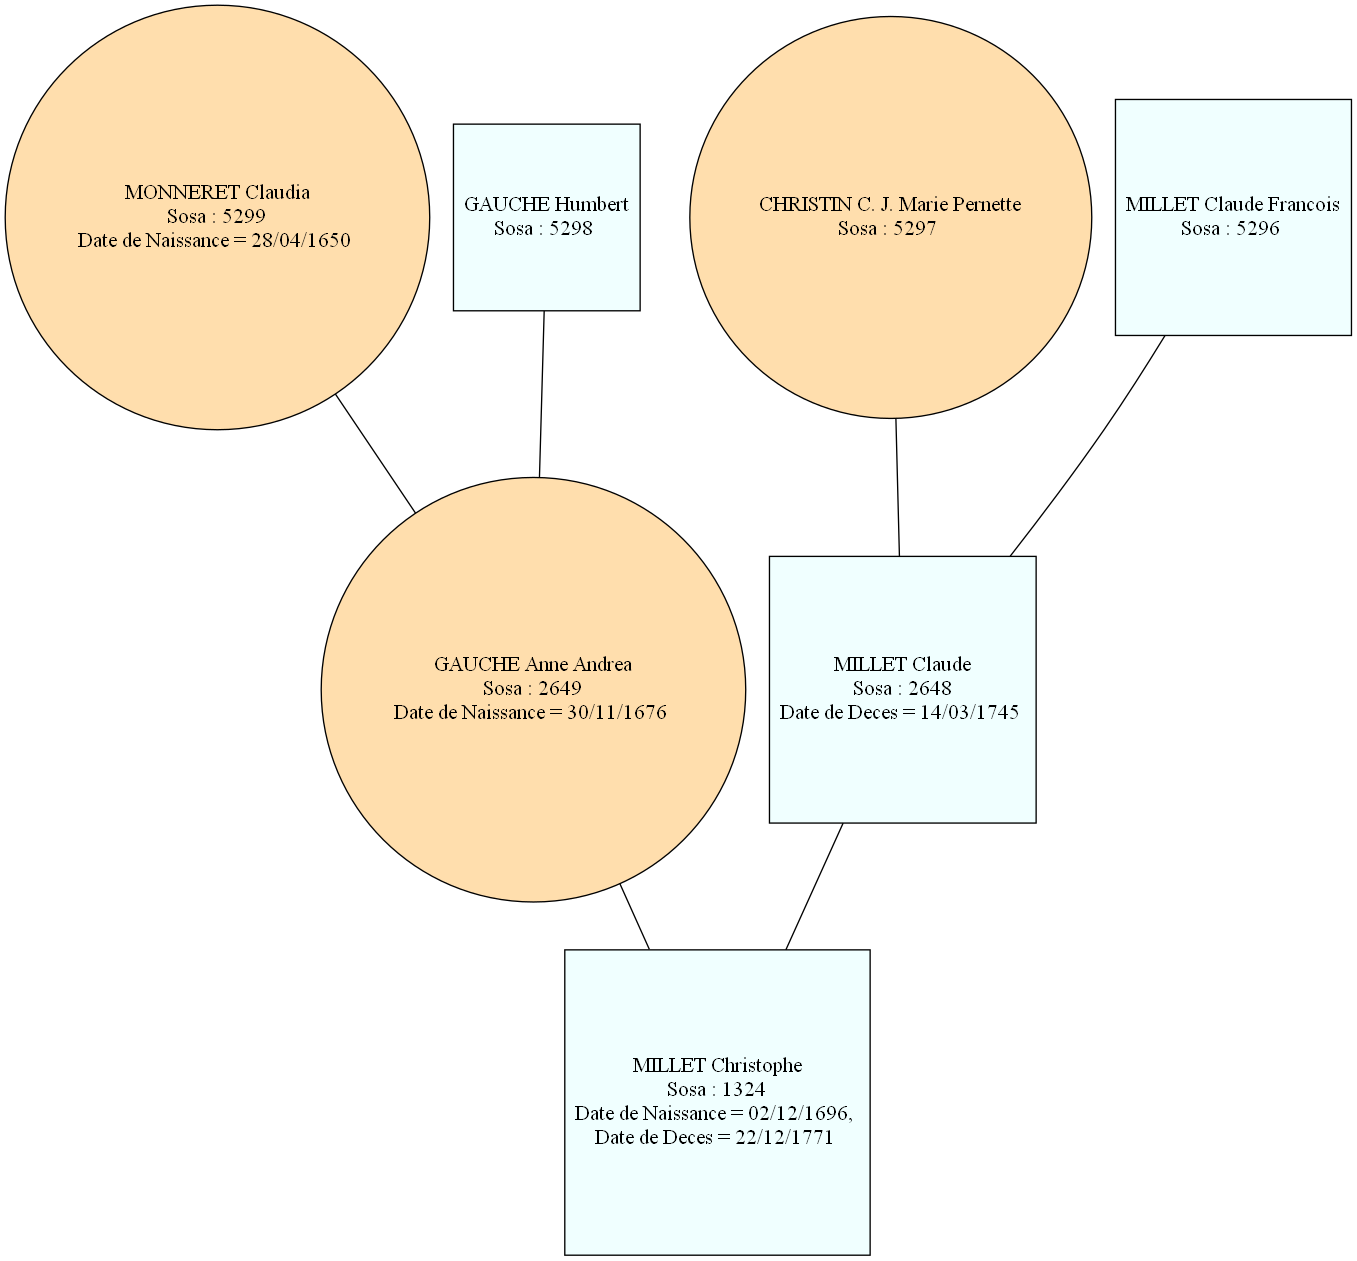 MONNERET Claudia
Sosa : 5299
Date de Naissance = 28/04/1650
GAUCHE Humbert
Sosa : 5298
CHRISTIN C. J. Marie Pernette
Sosa : 5297
MILLET Claude Francois
Sosa : 5296
GAUCHE Anne Andrea
Sosa : 2649
Date de Naissance = 30/11/1676
MILLET Claude
Sosa : 2648
Date de Deces = 14/03/1745
MILLET Christophe
Sosa : 1324
Date de Naissance = 02/12/1696,
Date de Deces = 22/12/1771